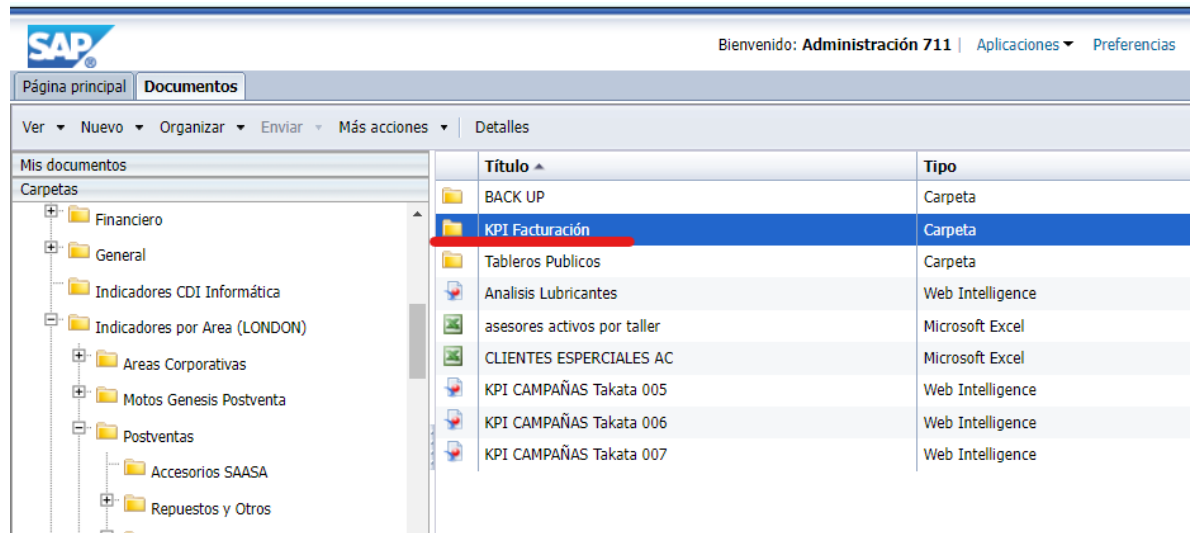 SAP
®
Bienvenido: Administración 711 | Aplicaciones Preferencias
Página principal Documentos
Ver Nuevo Organizar Enviar Más acciones Detalles
Mis documentos
Carpetas
Financiero
General
Indicadores CDI Informática
Indicadores por Area (LONDON)
Areas Corporativas
Motos Genesis Postventa
Postventas
Accesorios SAASA
Repuestos y Otros
Título Tipo
BACK UP Carpeta
KPI Facturación Carpeta
Tableros Publicos Carpeta
Analisis Lubricantes Web Intelligence
asesores activos por taller Microsoft Excel
CLIENTES ESPERCIALES AC Microsoft Excel
KPI CAMPAÑAS Takata 005 Web Intelligence
KPI CAMPAÑAS Takata 006 Web Intelligence
KPI CAMPAÑAS Takata 007 Web Intelligence